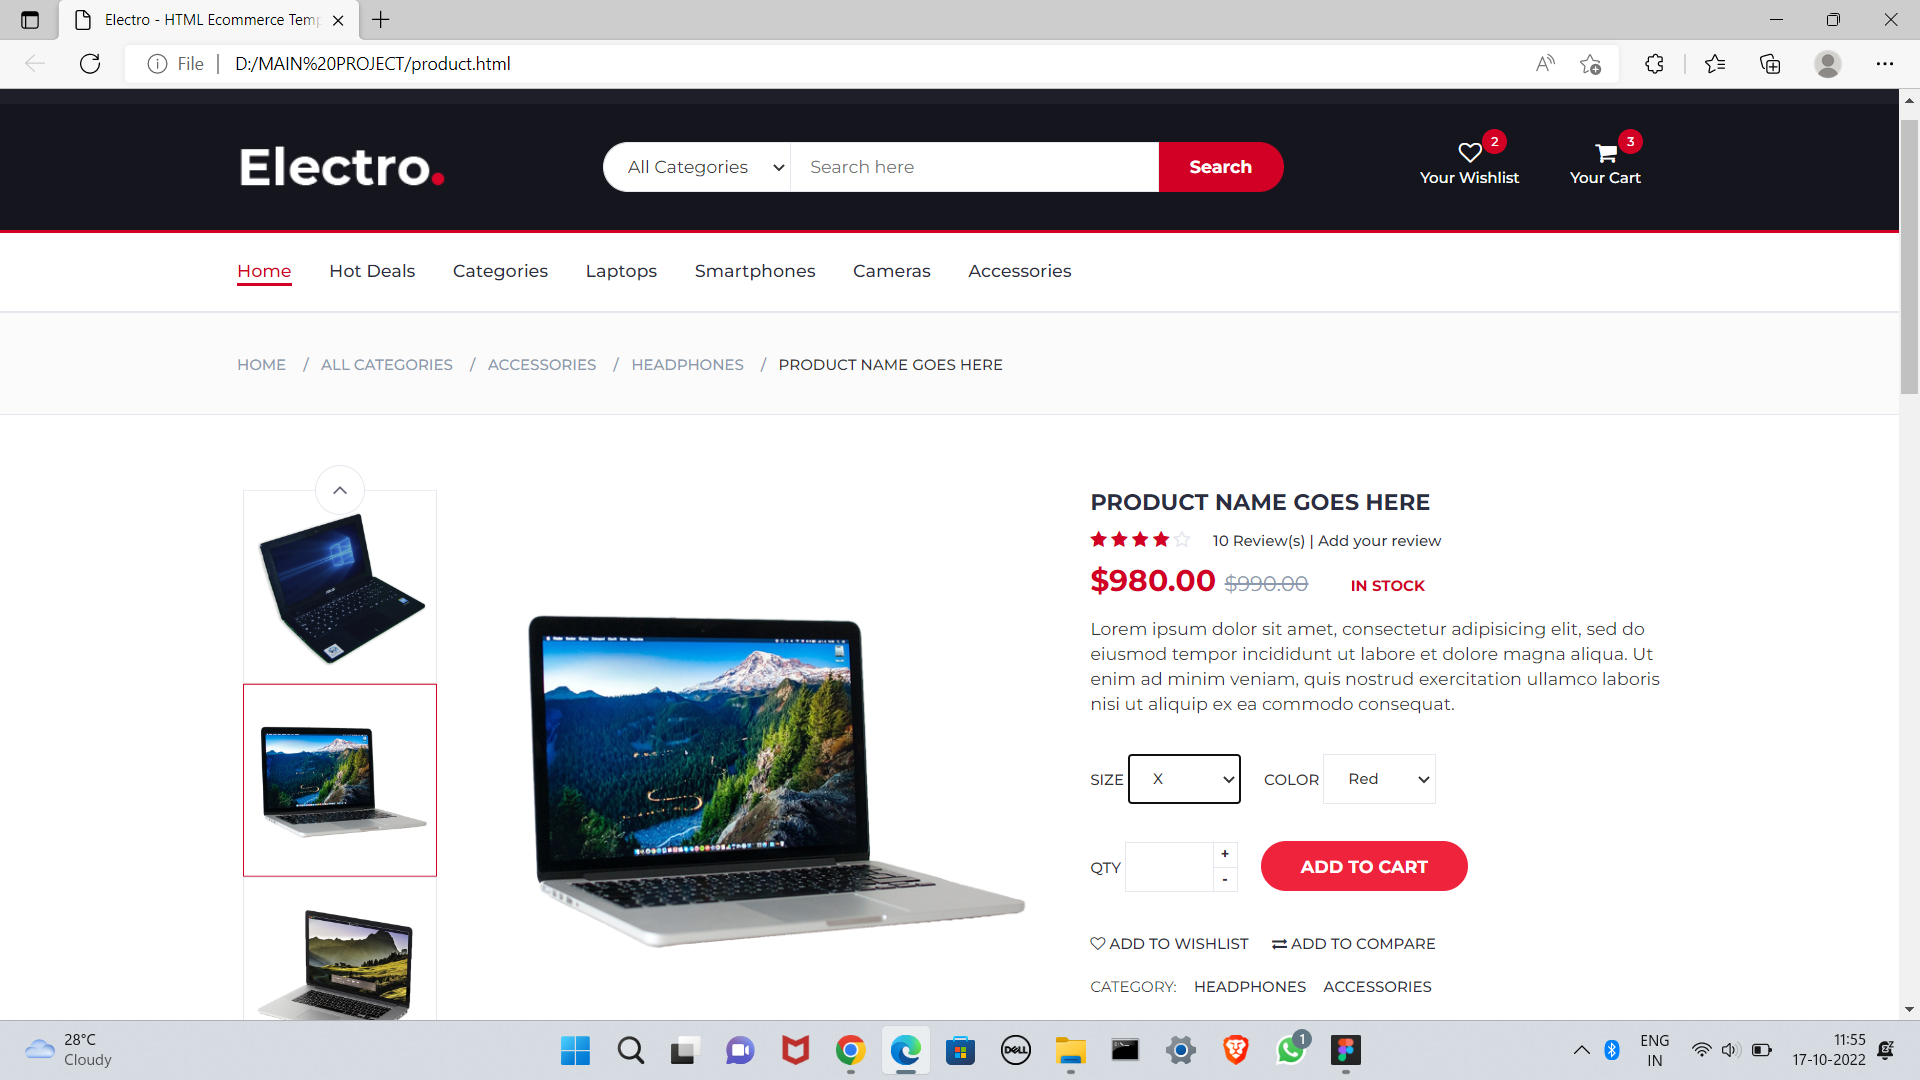 Electro - HTML Ecommerce Temp
File | D:/MAIN%20PROJECT/product.html
Electro.
All Categories
Search here
Search
2
Your Wishlist
3
Your Cart
Home Hot Deals Categories Laptops Smartphones Cameras Accessories
HOME / ALL CATEGORIES / ACCESSORIES / HEADPHONES / PRODUCT NAME GOES HERE
PRODUCT NAME GOES HERE
10 Review(s) | Add your review
$980.00 $990.00 IN STOCK
Lorem ipsum dolor sit amet, consectetur adipisicing elit, sed do
eiusmod tempor incididunt ut labore et dolore magna aliqua. Ut
enim ad minim veniam, quis nostrud exercitation ullamco laboris
nisi ut aliquip ex ea commodo consequat.
SIZE X COLOR Red
QTY + - ADD TO CART
ADD TO WISHLIST ADD TO COMPARE
CATEGORY: HEADPHONES ACCESSORIES
28°C
Cloudy
DELL
1
ENG
IN
11:55
17-10-2022